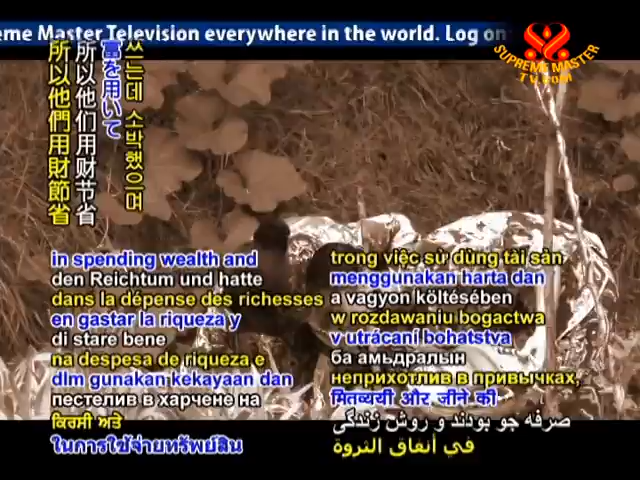 eme Master Television everywhere in the world. Log on
SUPREME MASTER
TV.COM
所以他們用財節省
所以他们用财节省
富を用いて
쓰는데 소박했으며
in spending wealth and
den Reichtum und hatte
dans la dépense des richesses
en gastar la riqueza y
di stare bene
na despesa de riqueza e
dlm gunakan kekayaan dan
пестелив в харчене на
ਕਿਰਸੀ ਅਤੇ
ในการใช้จ่ายทรัพย์สิน
trong việc sử dùng tài sản
menggunakan harta dan
a vagyon költésében
w rozdawaniu bogactwa
v utrácaní bohatstva
ба амьдралын
неприхотлив в привычках,
मितव्ययी और जीने की
صرفه جو بودند و روش زندگی
في أنفاق الثروة